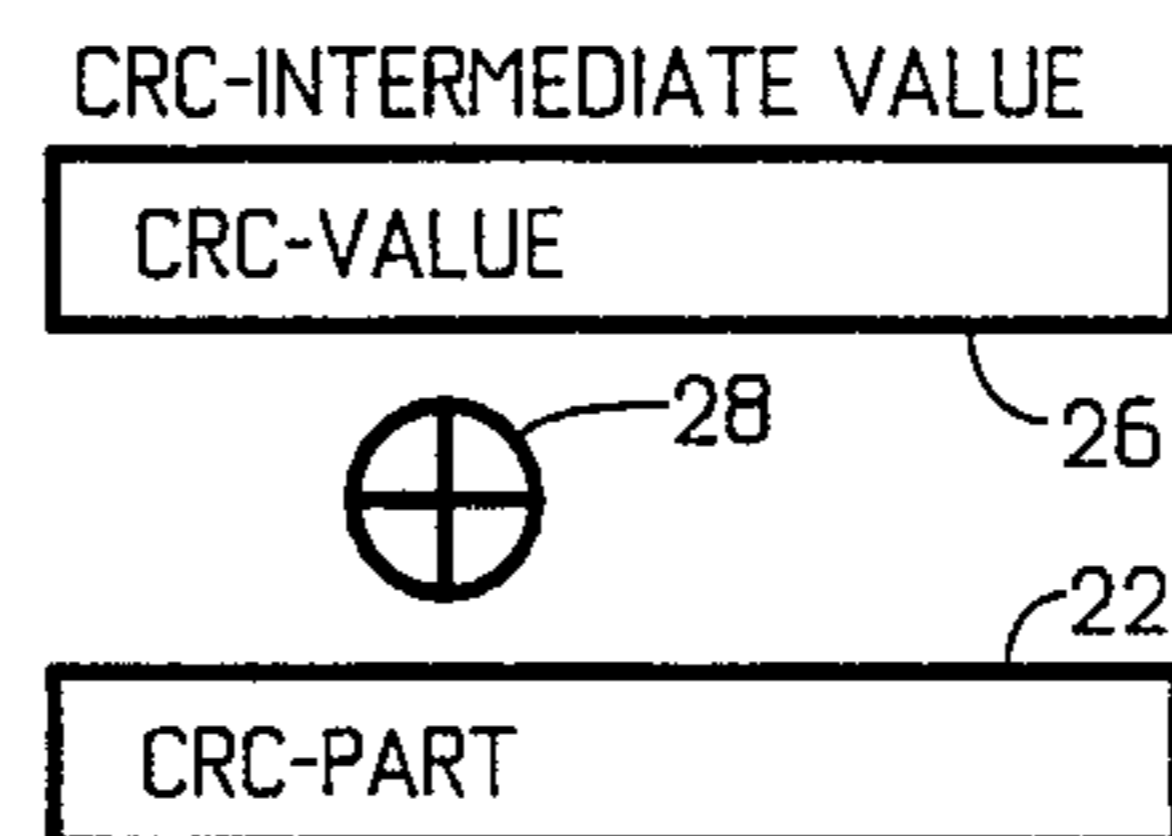 CRC-INTERMEDIATE VALUE
CRC-VALUE
28
26
22
CRC-PART